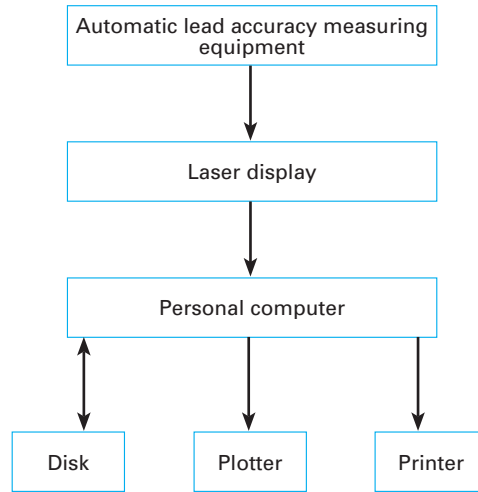 Automatic lead accuracy measuring
equipment
Laser display
Personal computer
Disk
Plotter
Printer